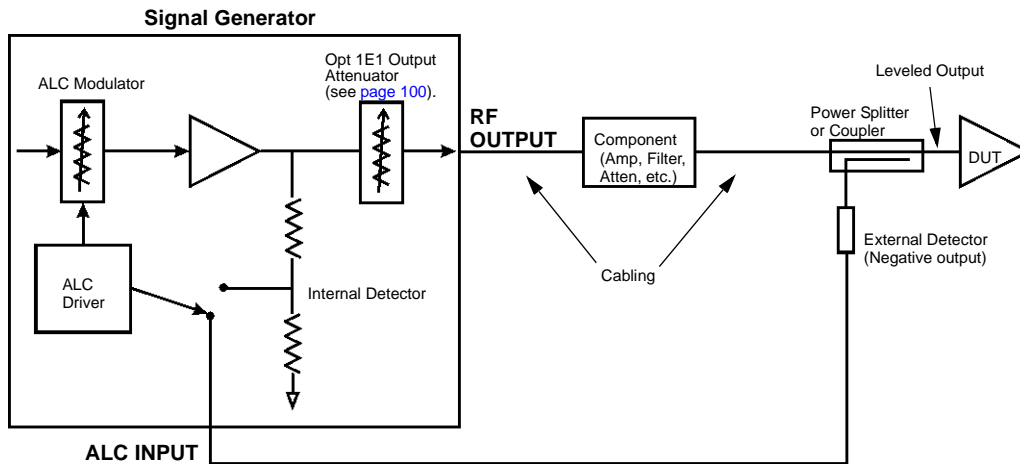 Signal Generator
Opt 1E1 Output
Attenuator
(see page 100).
ALC Modulator
Leveled Output
Power Splitter
or Coupler
RF
OUTPUT
Component
(Amp, Filter,
Atten, etc.)
DUT
External Detector
(Negative output)
Cabling
ALC
Driver
Internal Detector
ALC INPUT